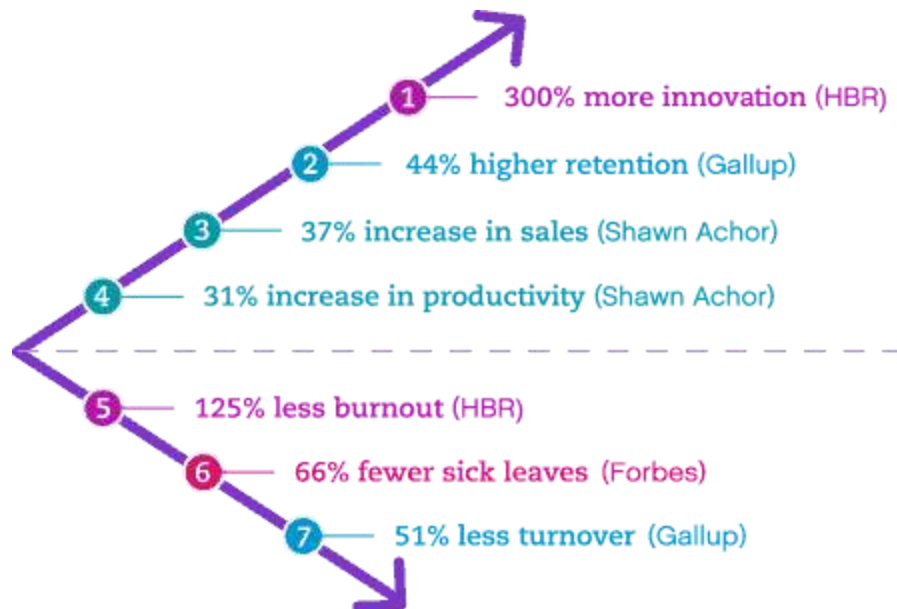 1 300% more innovation (HBR)
2 44% higher retention (Gallup)
3 37% increase in sales (Shawn Achor)
4 31% increase in productivity (Shawn Achor)
5 125% less burnout (HBR)
6 66% fewer sick leaves (Forbes)
7 51% less turnover (Gallup)